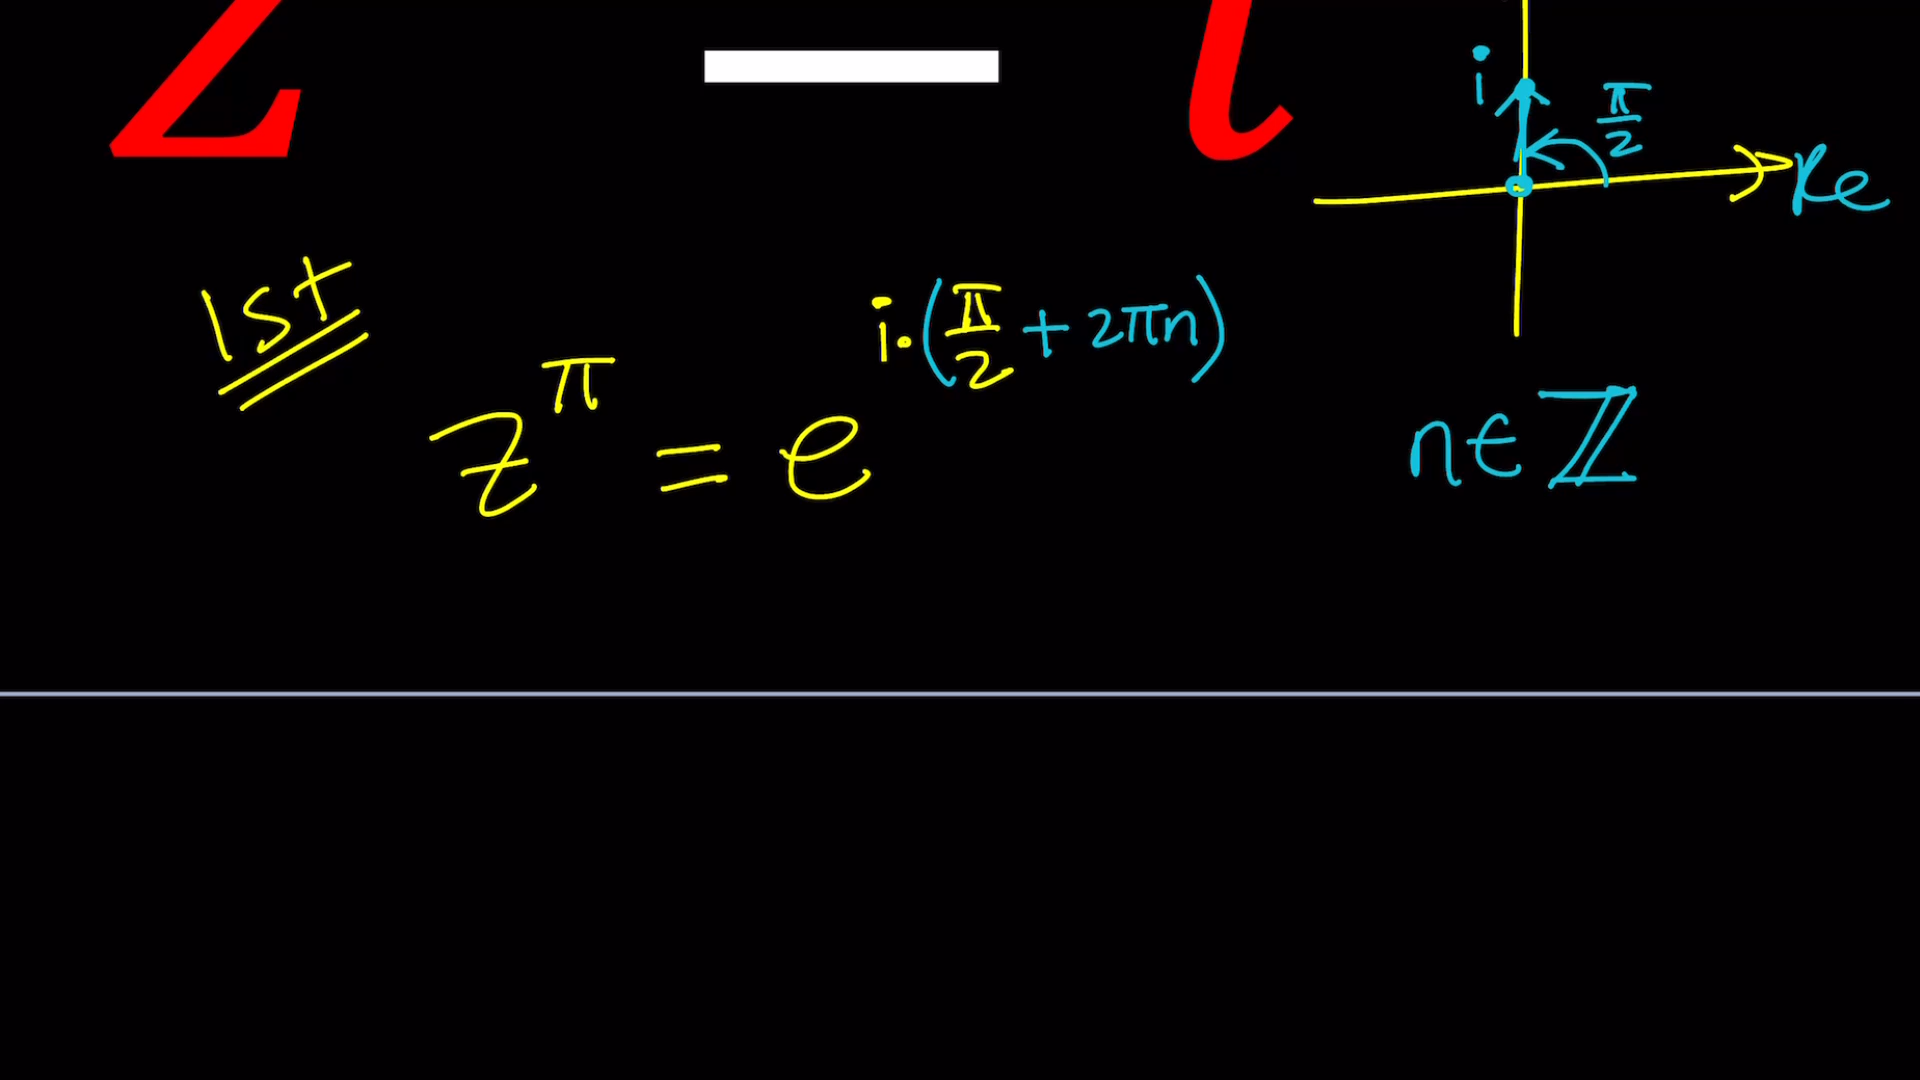 z = i
i π/2
Re
1st
z^π = e^{i·(π/2 + 2πn)}
n∈ℤ